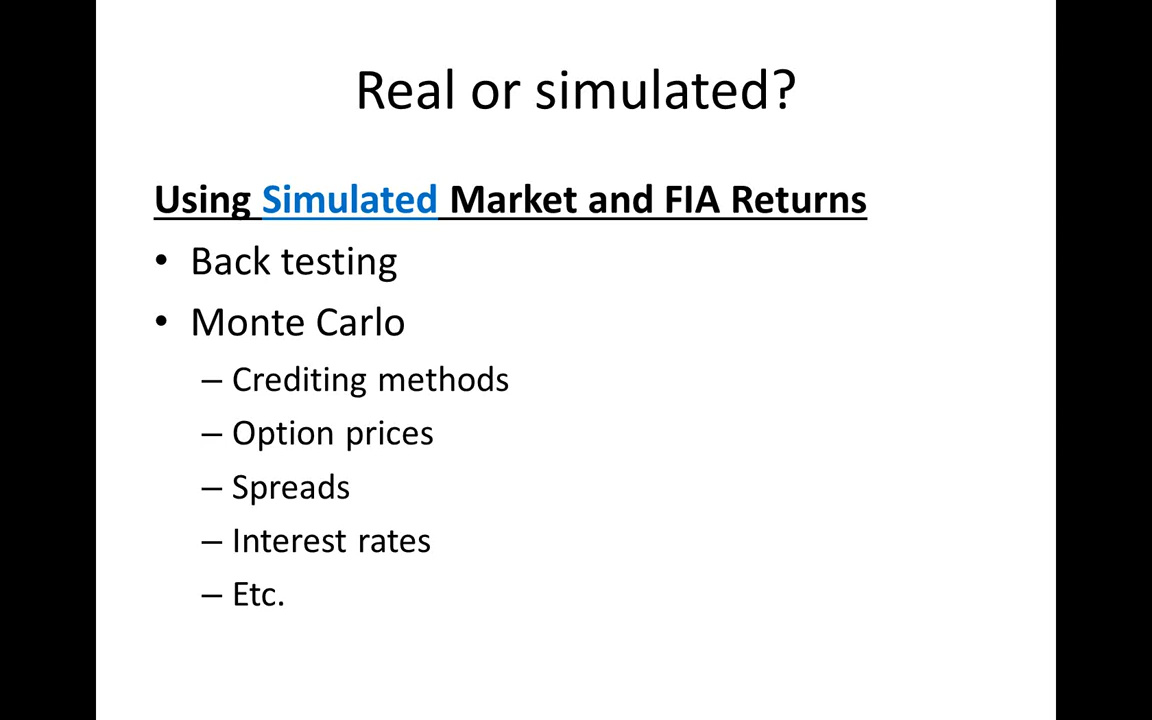 Real or simulated?
Using Simulated Market and FIA Returns
• Back testing
• Monte Carlo
– Crediting methods
– Option prices
– Spreads
– Interest rates
– Etc.